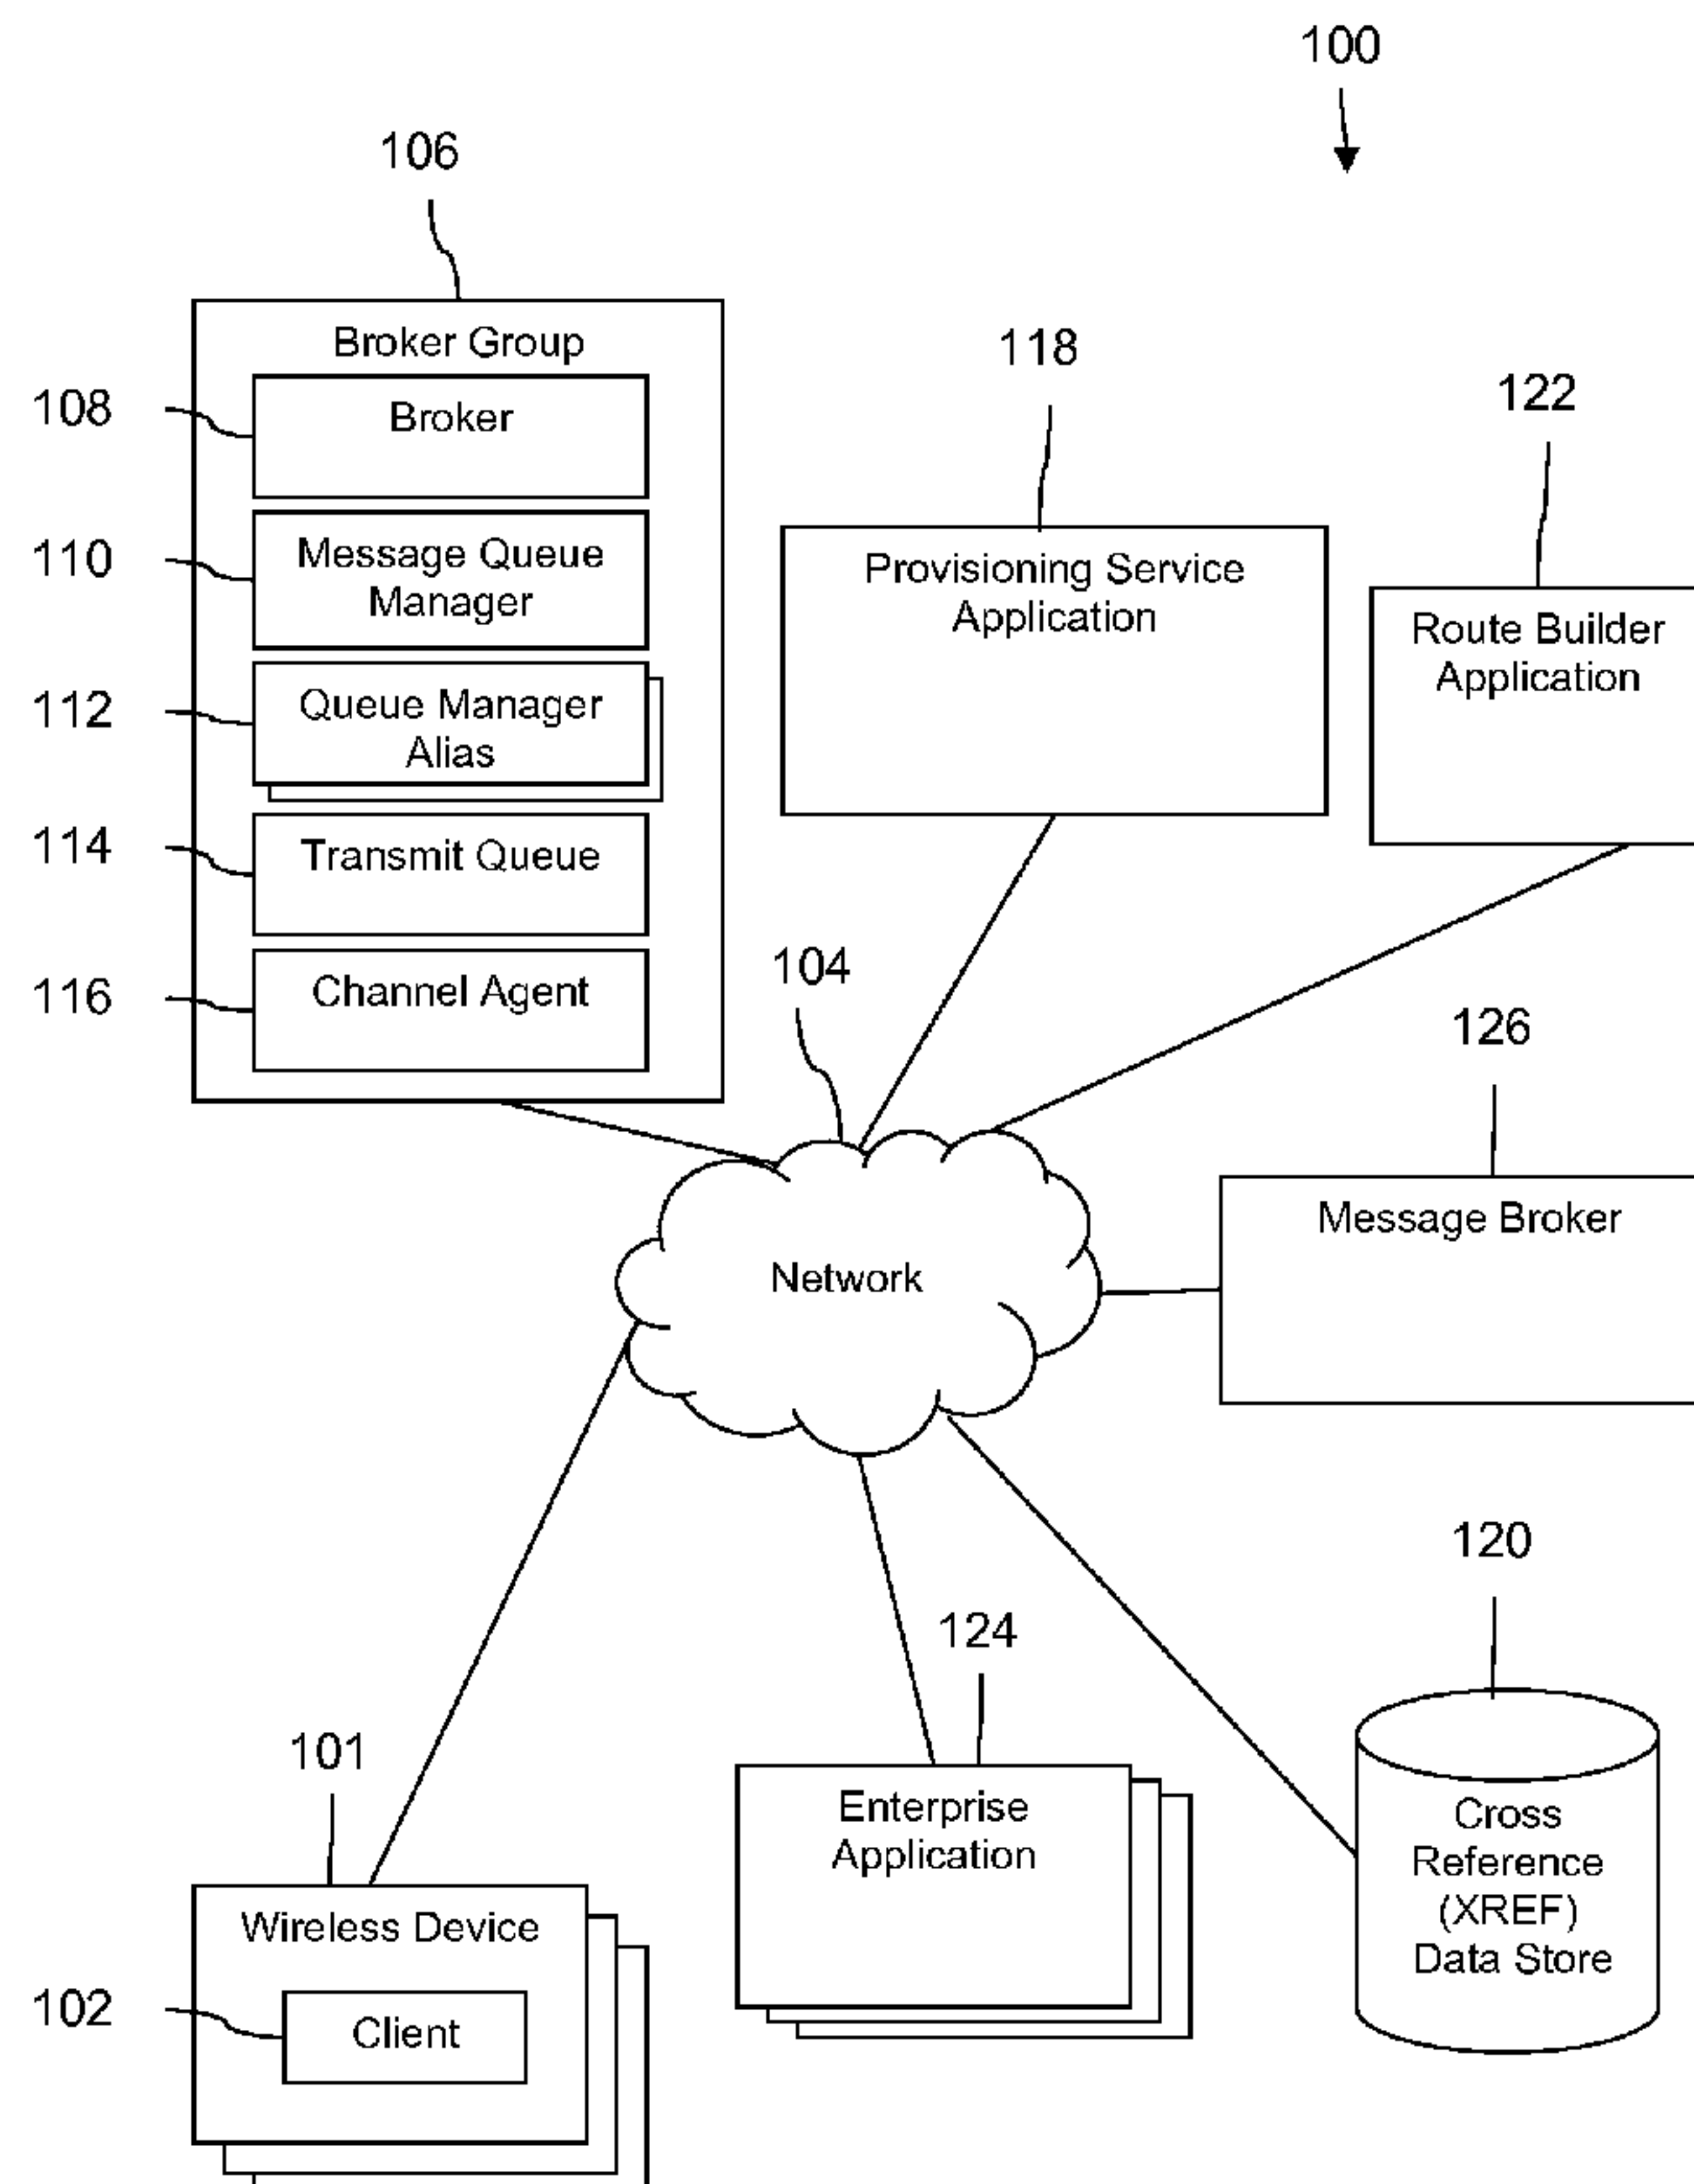 100
106
Broker Group
108
Broker
110
Message Queue
Manager
112
Queue Manager
Alias
114
Transmit Queue
116
Channel Agent
118
Provisioning Service
Application
122
Route Builder
Application
104
Network
126
Message Broker
101
Wireless Device
102
Client
124
Enterprise
Application
120
Cross
Reference
(XREF)
Data Store